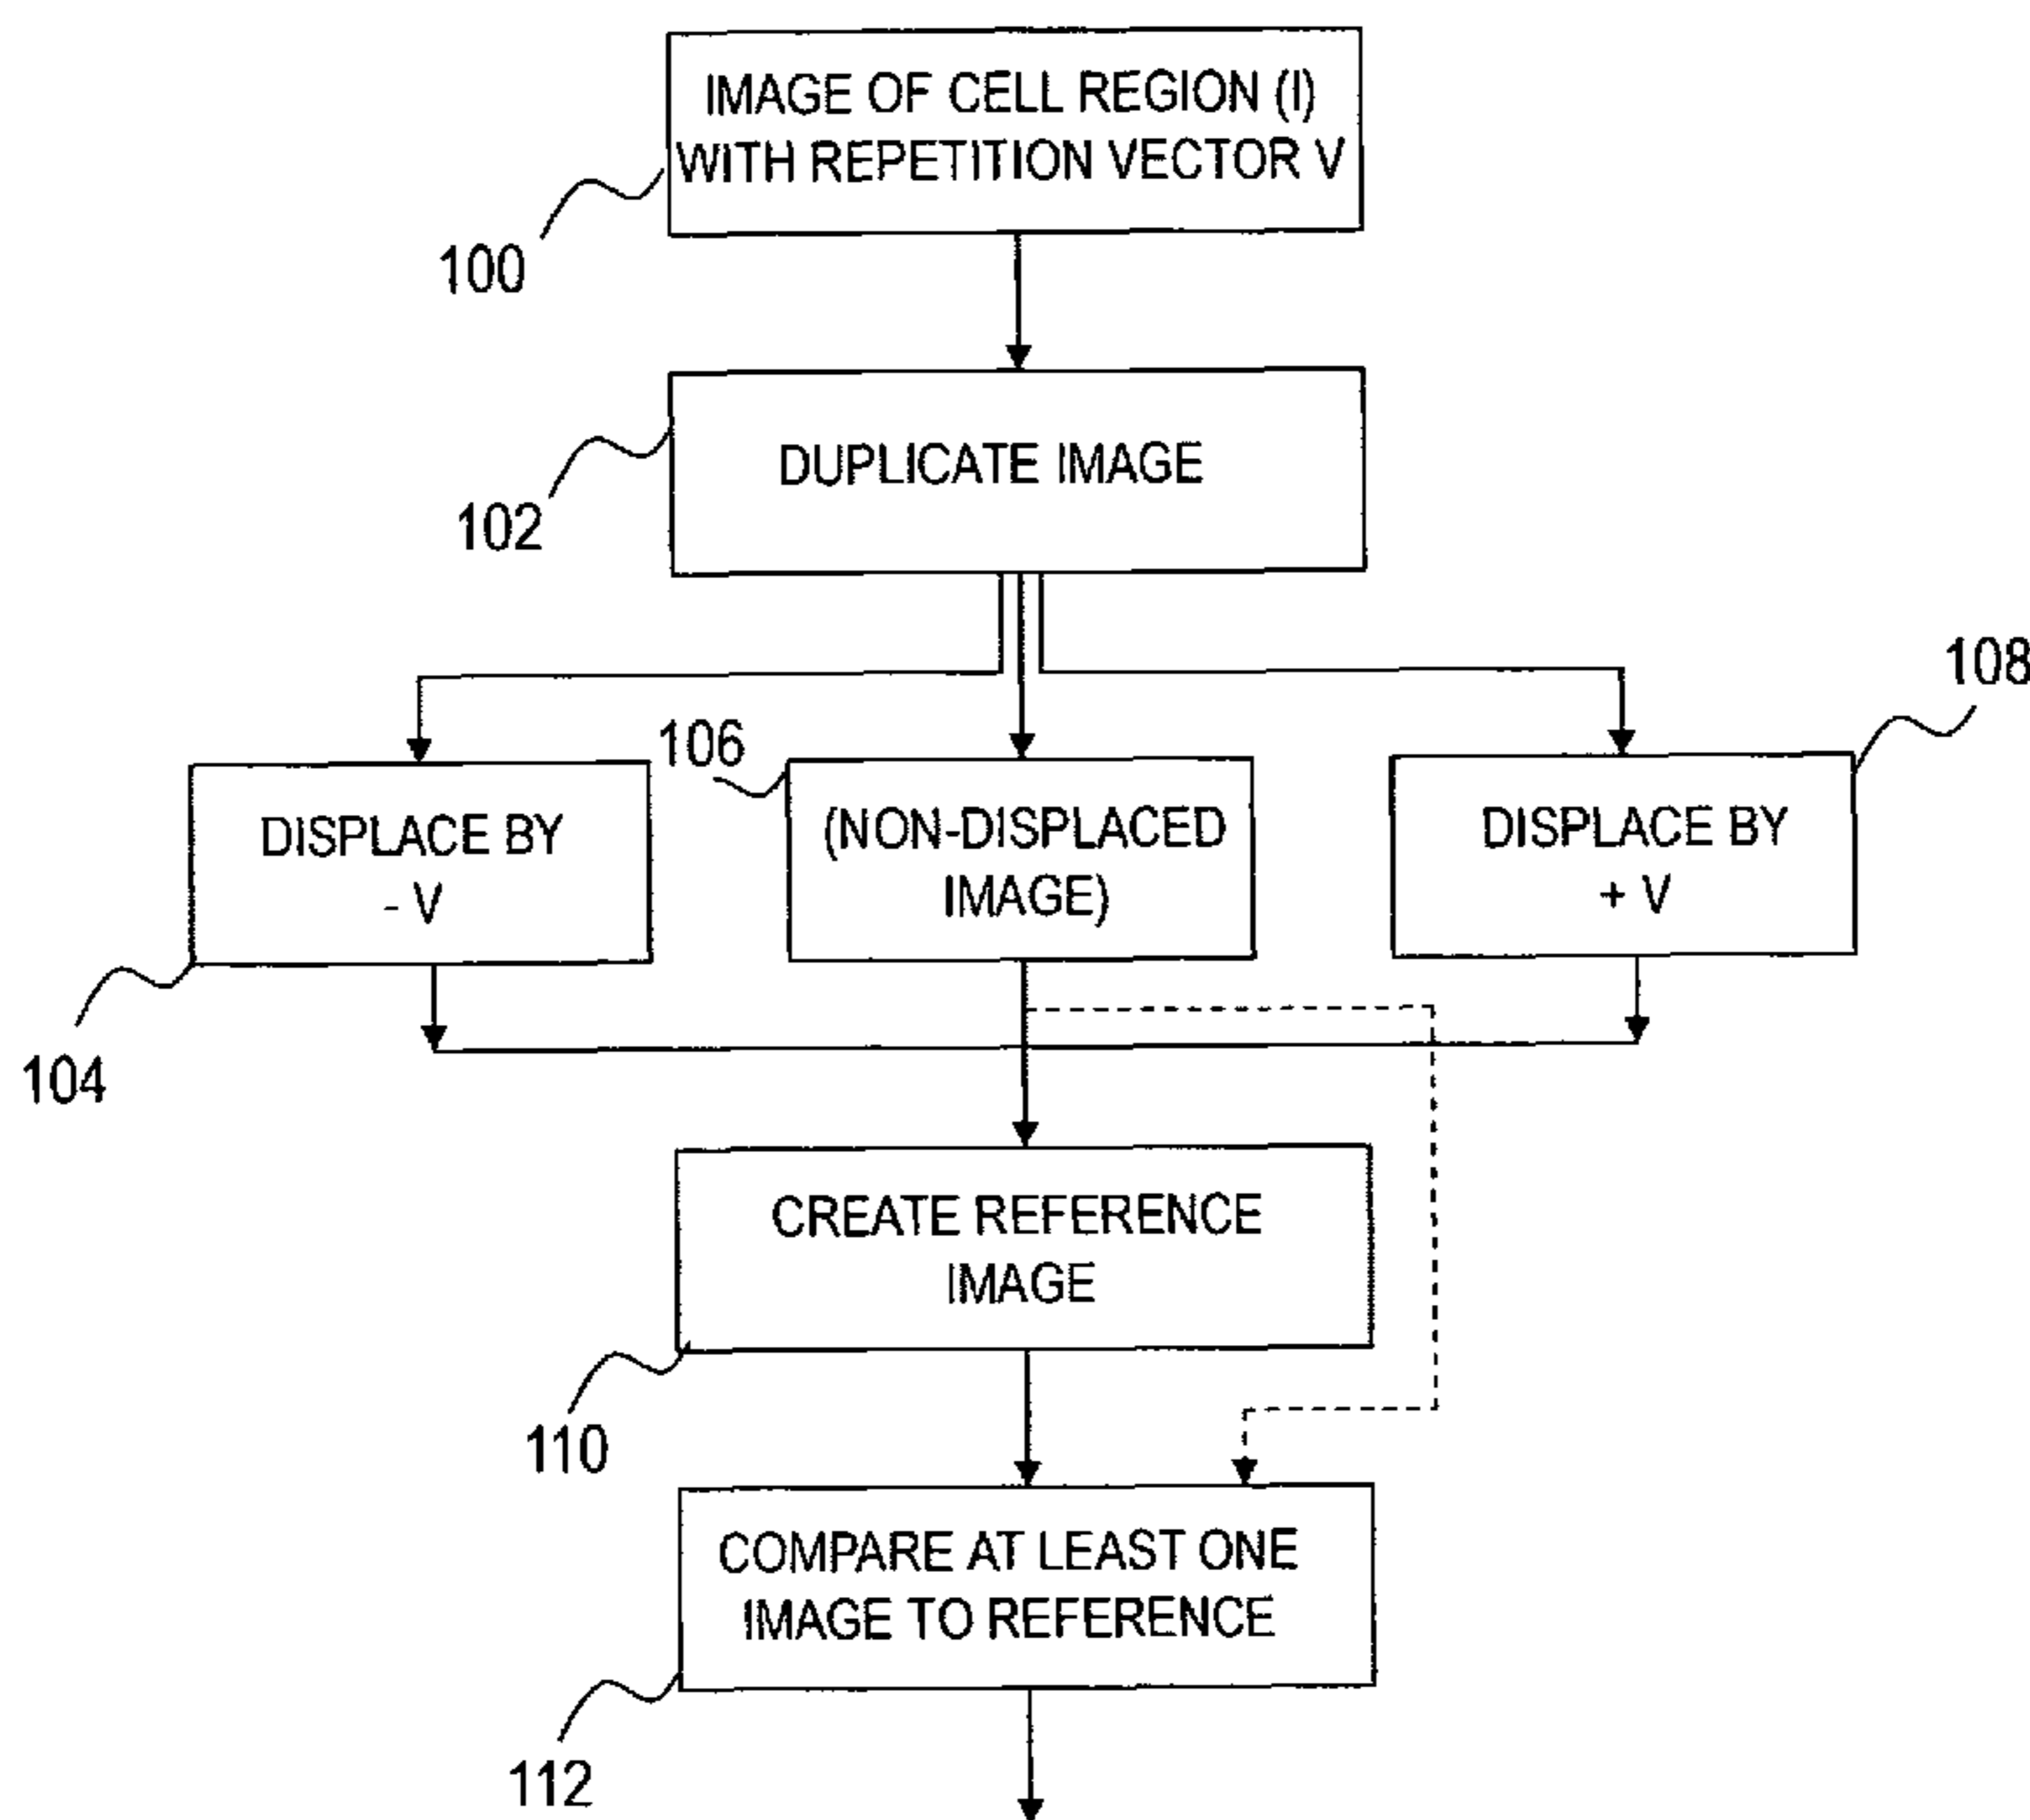 IMAGE OF CELL REGION (I)
WITH REPETITION VECTOR V
100
DUPLICATE IMAGE
102
108
106
DISPLACE BY
- V
(NON-DISPLACED
IMAGE)
DISPLACE BY
+ V
104
CREATE REFERENCE
IMAGE
110
COMPARE AT LEAST ONE
IMAGE TO REFERENCE
112